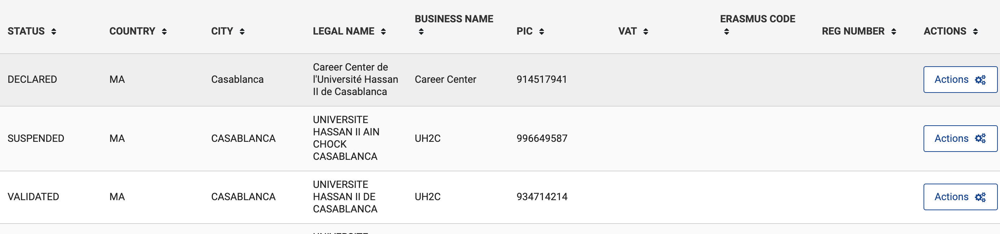 STATUS COUNTRY CITY LEGAL NAME BUSINESS NAME PIC VAT ERASMUS CODE REG NUMBER ACTIONS
DECLARED MA Casablanca Career Center de l'Université Hassan II de Casablanca Career Center 914517941 Actions
SUSPENDED MA CASABLANCA UNIVERSITE HASSAN II AIN CHOCK CASABLANCA UH2C 996649587 Actions
VALIDATED MA CASABLANCA UNIVERSITE HASSAN II DE CASABLANCA UH2C 934714214 Actions